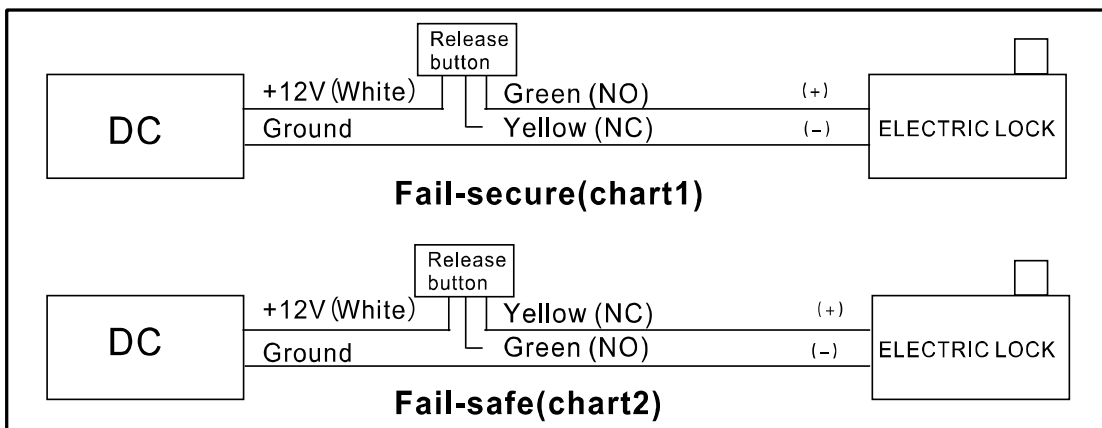 Release
button
+12V (White)
Green (NO)
(+)
DC
Ground
Yellow (NC)
(-)
ELECTRIC LOCK
Fail-secure(chart1)
Release
button
+12V (White)
Yellow (NC)
(+)
DC
Ground
Green (NO)
(-)
ELECTRIC LOCK
Fail-safe(chart2)